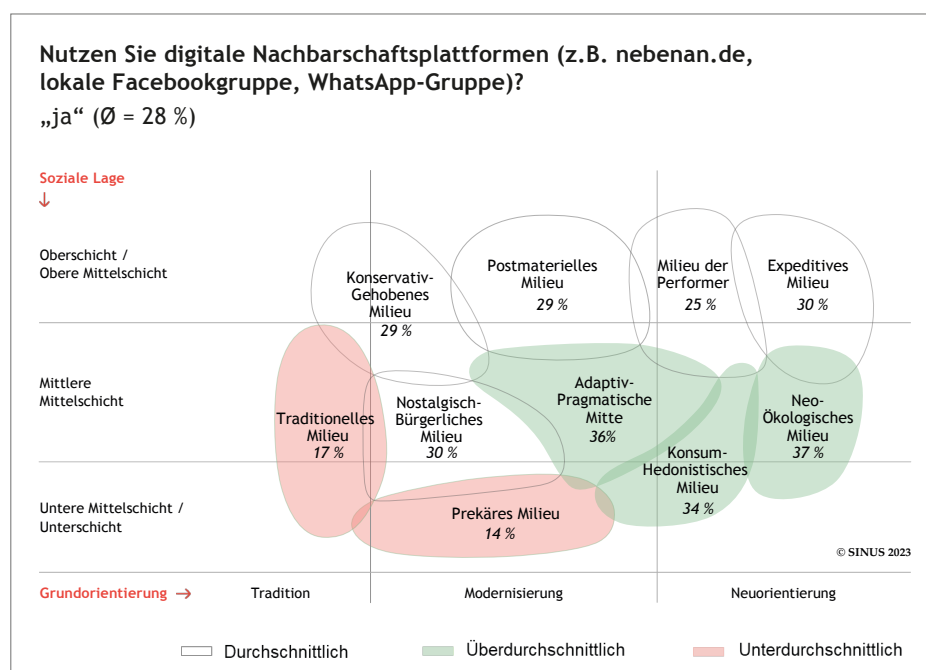 Nutzen Sie digitale Nachbarschaftsplattformen (z.B. nebenan.de,
lokale Facebookgruppe, WhatsApp-Gruppe)?
„ja“ (Ø = 28 %)
Soziale Lage
↓
Oberschicht /
Obere Mittelschicht
Konservativ-
Gehobenes
Milieu
29 %
Postmaterielles
Milieu
29 %
Milieu der
Performer
25 %
Expeditives
Milieu
30 %
Mittlere
Mittelschicht
Traditionelles
Milieu
17 %
Nostalgisch-
Bürgerliches
Milieu
30 %
Adaptiv-
Pragmatische
Mitte
36%
Konsum-
Hedonistisches
Milieu
34 %
Neo-
Ökologisches
Milieu
37 %
Untere Mittelschicht /
Unterschicht
Prekäres Milieu
14 %
© SINUS 2023
Grundorientierung →
Tradition
Modernisierung
Neuorientierung
Durchschnittlich
Überdurchschnittlich
Unterdurchschnittlich